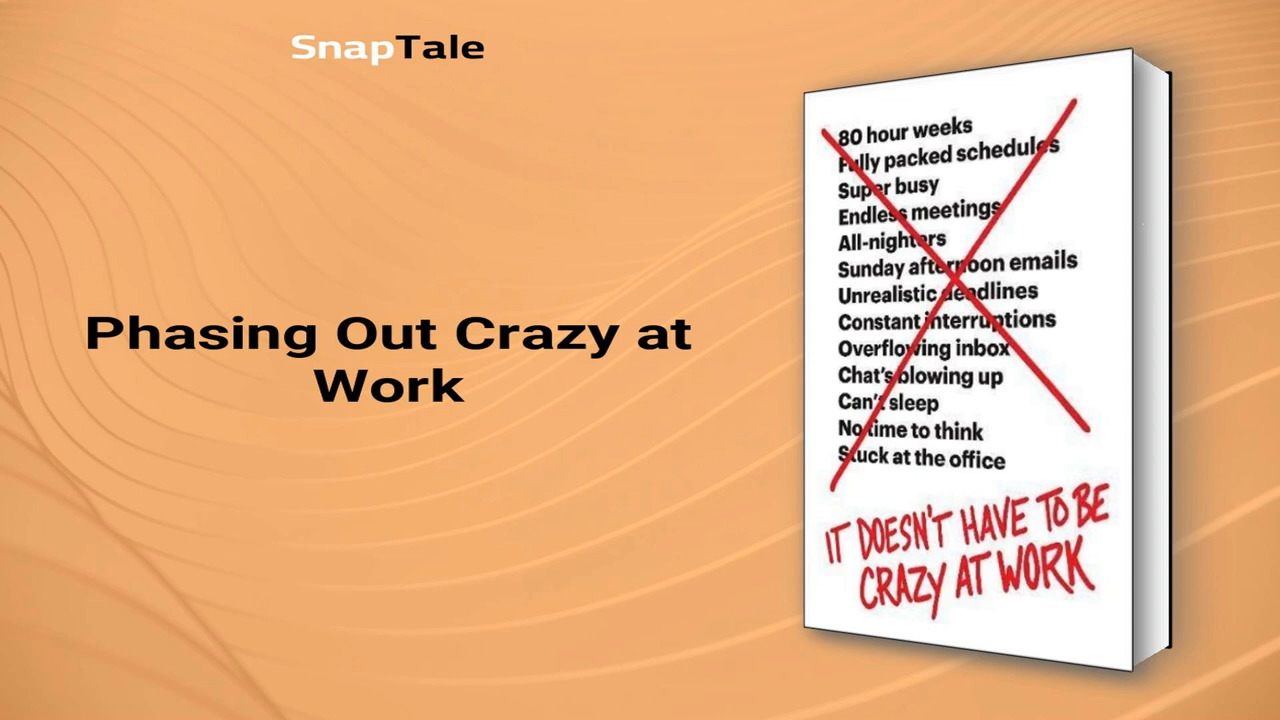 SnapTale
Phasing Out Crazy at
Work
80 hour weeks
Fully packed schedules
Super busy
Endless meetings
All-nighters
Sunday afternoon emails
Unrealistic deadlines
Constant interruptions
Overflowing inbox
Chat's blowing up
Can't sleep
No time to think
Stuck at the office
IT DOESN'T HAVE TO BE
CRAZY AT WORK